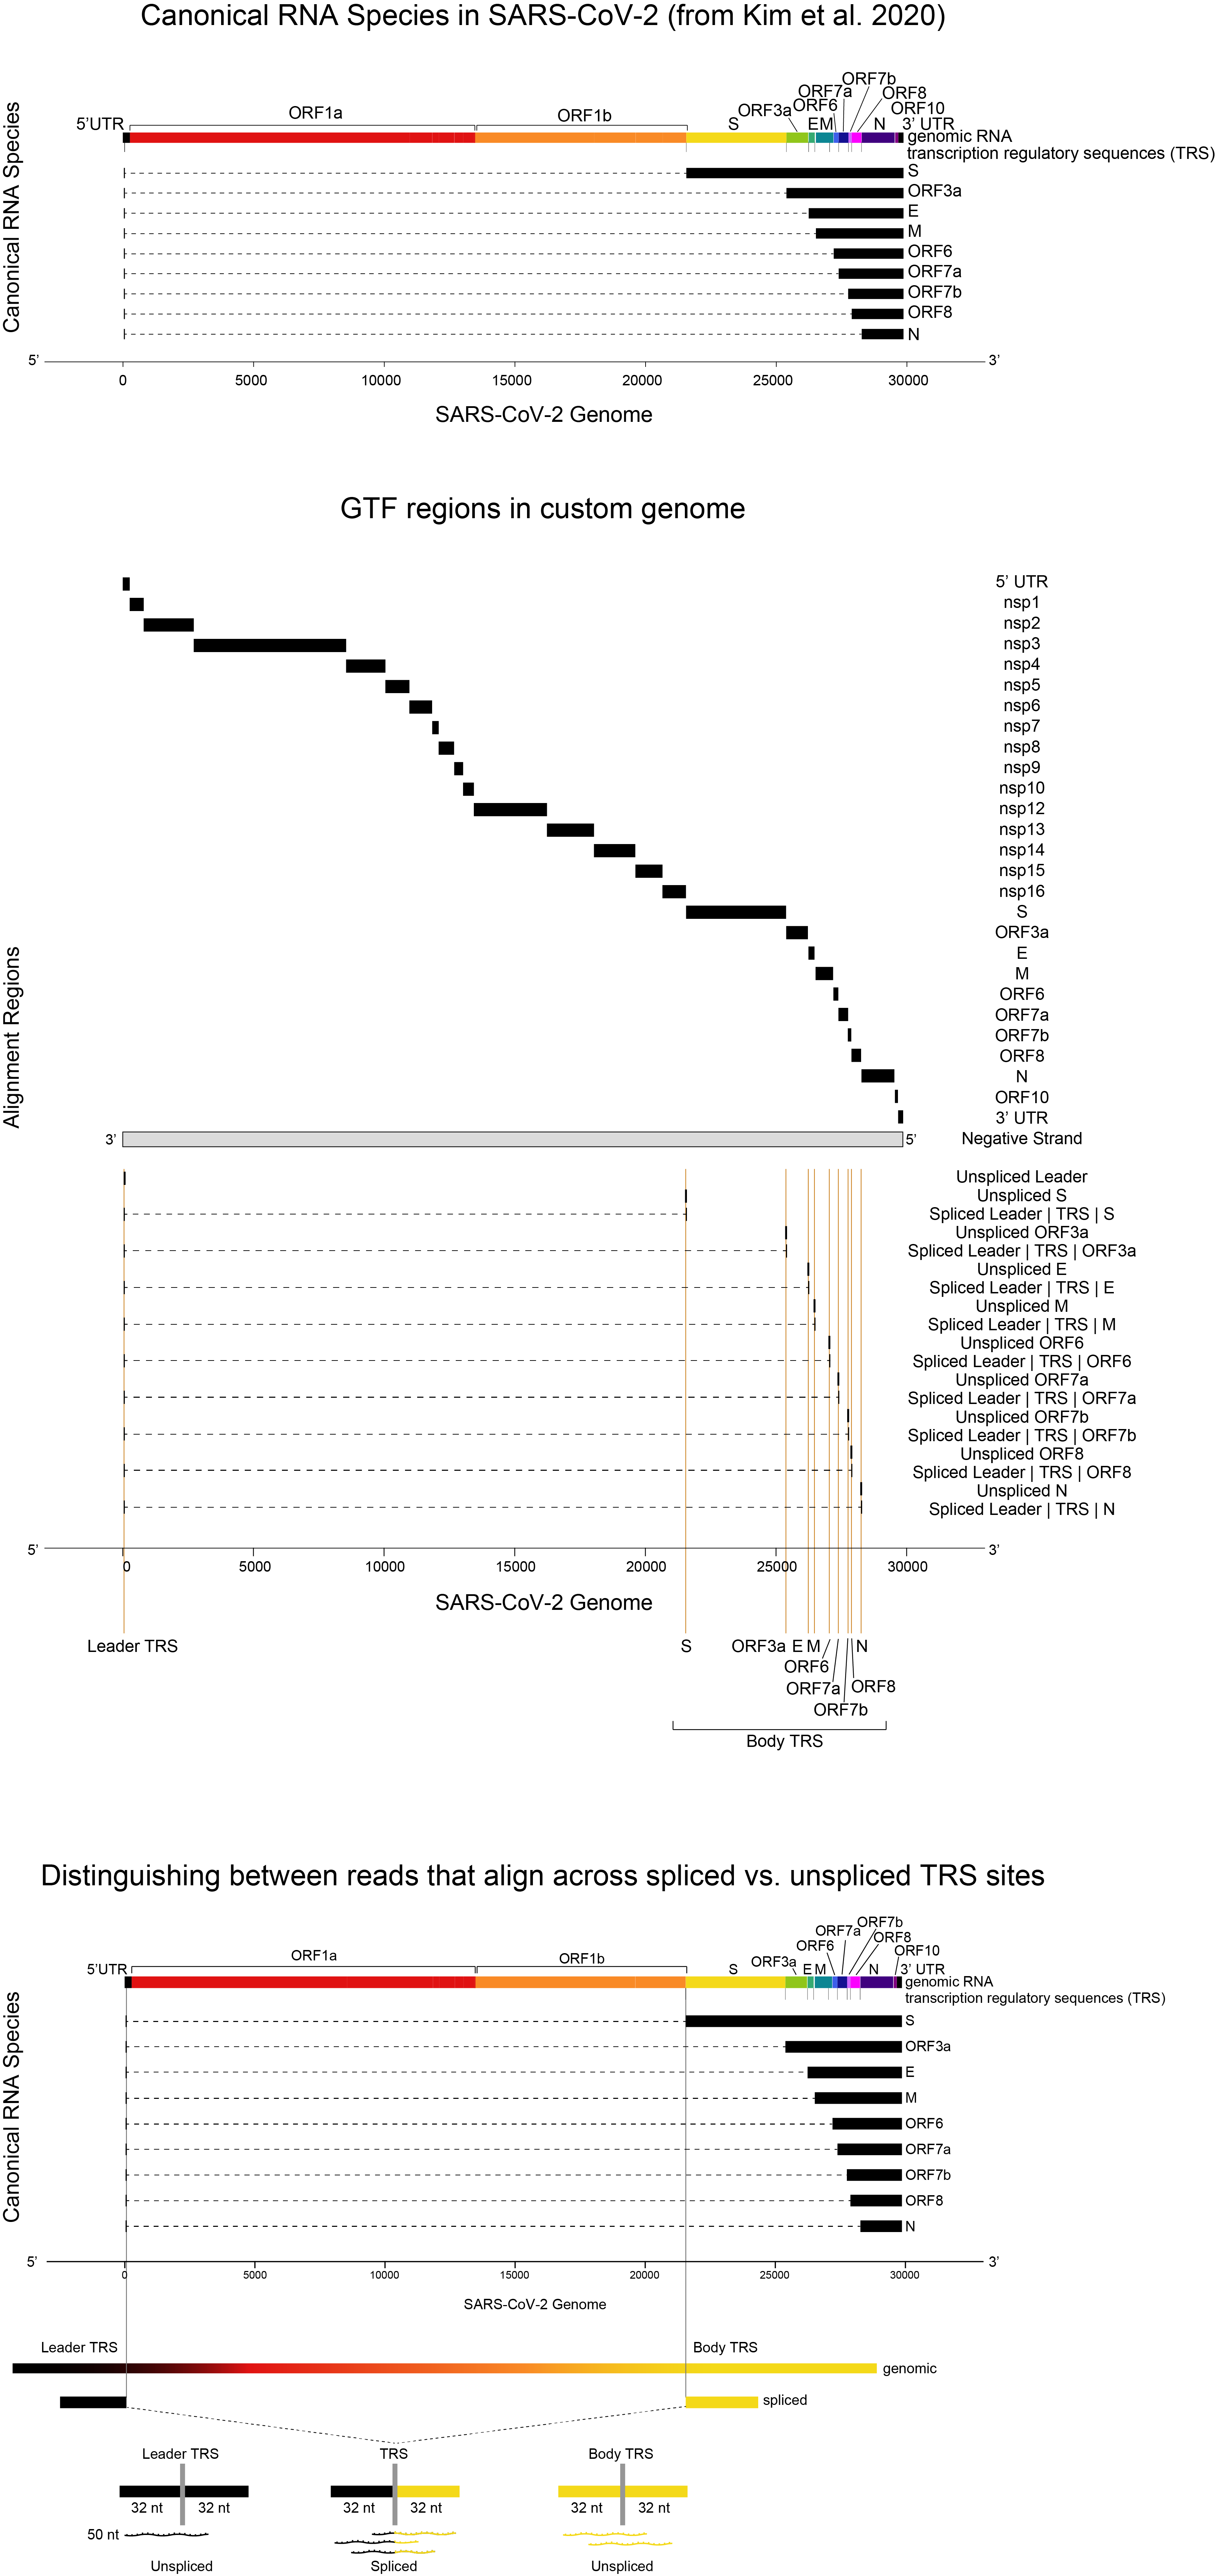 Canonical RNA Species in SARS-CoV-2 (from Kim et al. 2020)
Canonical RNA Species
5’UTR
ORF1a
ORF1b
S
ORF3a
E
M
ORF6
ORF7a
ORF7b
ORF8
N
ORF10
3’ UTR
genomic RNA
transcription regulatory sequences (TRS)
S
ORF3a
E
M
ORF6
ORF7a
ORF7b
ORF8
N
5’
3’
0 5000 10000 15000 20000 25000 30000
SARS-CoV-2 Genome
GTF regions in custom genome
Alignment Regions
5’ UTR
nsp1
nsp2
nsp3
nsp4
nsp5
nsp6
nsp7
nsp8
nsp9
nsp10
nsp12
nsp13
nsp14
nsp15
nsp16
S
ORF3a
E
M
ORF6
ORF7a
ORF7b
ORF8
N
ORF10
3’ UTR
3’
5’
Negative Strand
Unspliced Leader
Unspliced S
Spliced Leader | TRS | S
Unspliced ORF3a
Spliced Leader | TRS | ORF3a
Unspliced E
Spliced Leader | TRS | E
Unspliced M
Spliced Leader | TRS | M
Unspliced ORF6
Spliced Leader | TRS | ORF6
Unspliced ORF7a
Spliced Leader | TRS | ORF7a
Unspliced ORF7b
Spliced Leader | TRS | ORF7b
Unspliced ORF8
Spliced Leader | TRS | ORF8
Unspliced N
Spliced Leader | TRS | N
5’
3’
0 5000 10000 15000 20000 25000 30000
SARS-CoV-2 Genome
Leader TRS
S
ORF3a
E
M
N
ORF6
ORF7a
ORF8
ORF7b
Body TRS
Distinguishing between reads that align across spliced vs. unspliced TRS sites
Canonical RNA Species
5’UTR
ORF1a
ORF1b
S
ORF3a
E
M
ORF6
ORF7a
ORF7b
ORF8
N
ORF10
3’ UTR
genomic RNA
transcription regulatory sequences (TRS)
S
ORF3a
E
M
ORF6
ORF7a
ORF7b
ORF8
N
5’
3’
0 5000 10000 15000 20000 25000 30000
SARS-CoV-2 Genome
Leader TRS
Body TRS
genomic
spliced
Leader TRS
TRS
Body TRS
32 nt 32 nt
32 nt 32 nt
32 nt 32 nt
50 nt
Unspliced
Spliced
Unspliced